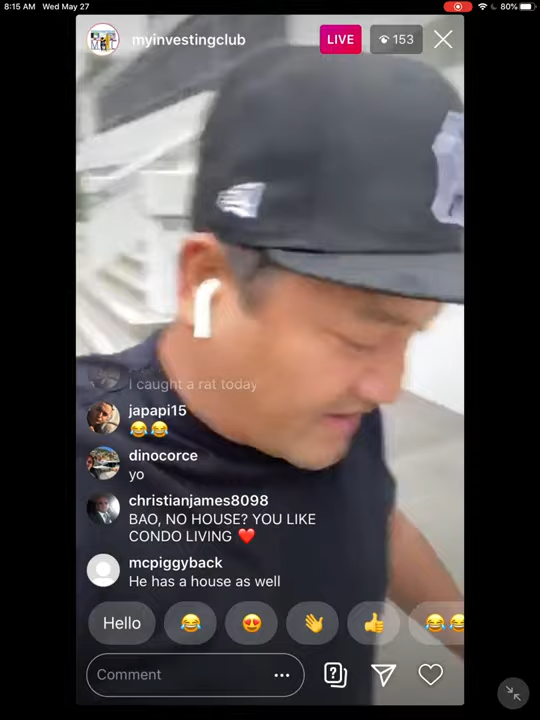 8:15 AM Wed May 27
80%
myinvestingclub
LIVE
153
I caught a rat today
japapi15
😂😂
dinocorce
yo
christianjames8098
BAO, NO HOUSE? YOU LIKE
CONDO LIVING ❤️
mcpiggyback
He has a house as well
Hello
Comment